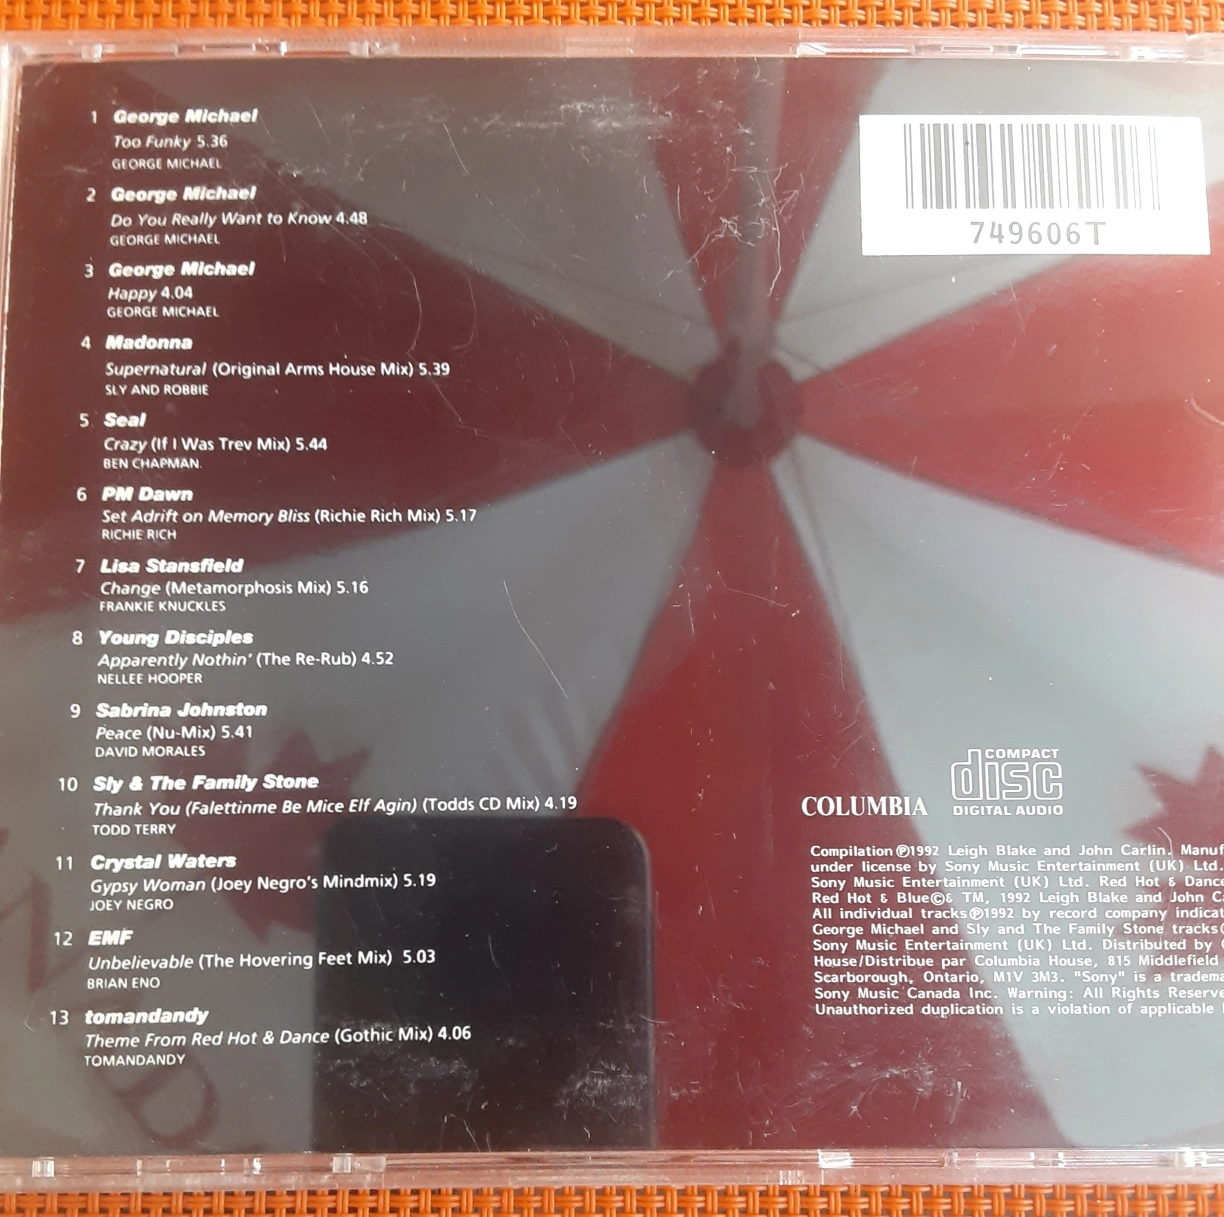 1 George Michael
Too Funky 5.36
GEORGE MICHAEL
2 George Michael
Do You Really Want to Know 4.48
GEORGE MICHAEL
3 George Michael
Happy 4.04
GEORGE MICHAEL
4 Madonna
Supernatural (Original Arms House Mix) 5.39
SLY AND ROBBIE
5 Seal
Crazy (If I Was Trev Mix) 5.44
BEN CHAPMAN
6 PM Dawn
Set Adrift on Memory Bliss (Richie Rich Mix) 5.17
RICHIE RICH
7 Lisa Stansfield
Change (Metamorphosis Mix) 5.16
FRANKIE KNUCKLES
8 Young Disciples
Apparently Nothin' (The Re-Rub) 4.52
NELLEE HOOPER
9 Sabrina Johnston
Peace (Nu-Mix) 5.41
DAVID MORALES
10 Sly & The Family Stone
Thank You (Falettinme Be Mice Elf Agin) (Todds CD Mix) 4.19
TODD TERRY
11 Crystal Waters
Gypsy Woman (Joey Negro's Mindmix) 5.19
JOEY NEGRO
12 EMF
Unbelievable (The Hovering Feet Mix) 5.03
BRIAN ENO
13 tomandandy
Theme From Red Hot & Dance (Gothic Mix) 4.06
TOMANDANDY
749606T
COLUMBIA
COMPACT
disc
DIGITAL AUDIO
Compilation ℗1992 Leigh Blake and John Carlin. Manuf
under license by Sony Music Entertainment (UK) Ltd.
Sony Music Entertainment (UK) Ltd. Red Hot & Dance
Red Hot & Blue©& TM, 1992 Leigh Blake and John Ca
All individual tracks℗1992 by record company indicat
George Michael and Sly and The Family Stone tracks
Sony Music Entertainment (UK) Ltd. Distributed by
House/Distribue par Columbia House, 815 Middlefield
Scarborough, Ontario, M1V 3M3. "Sony" is a tradema
Sony Music Canada Inc. Warning: All Rights Reserve
Unauthorized duplication is a violation of applicable